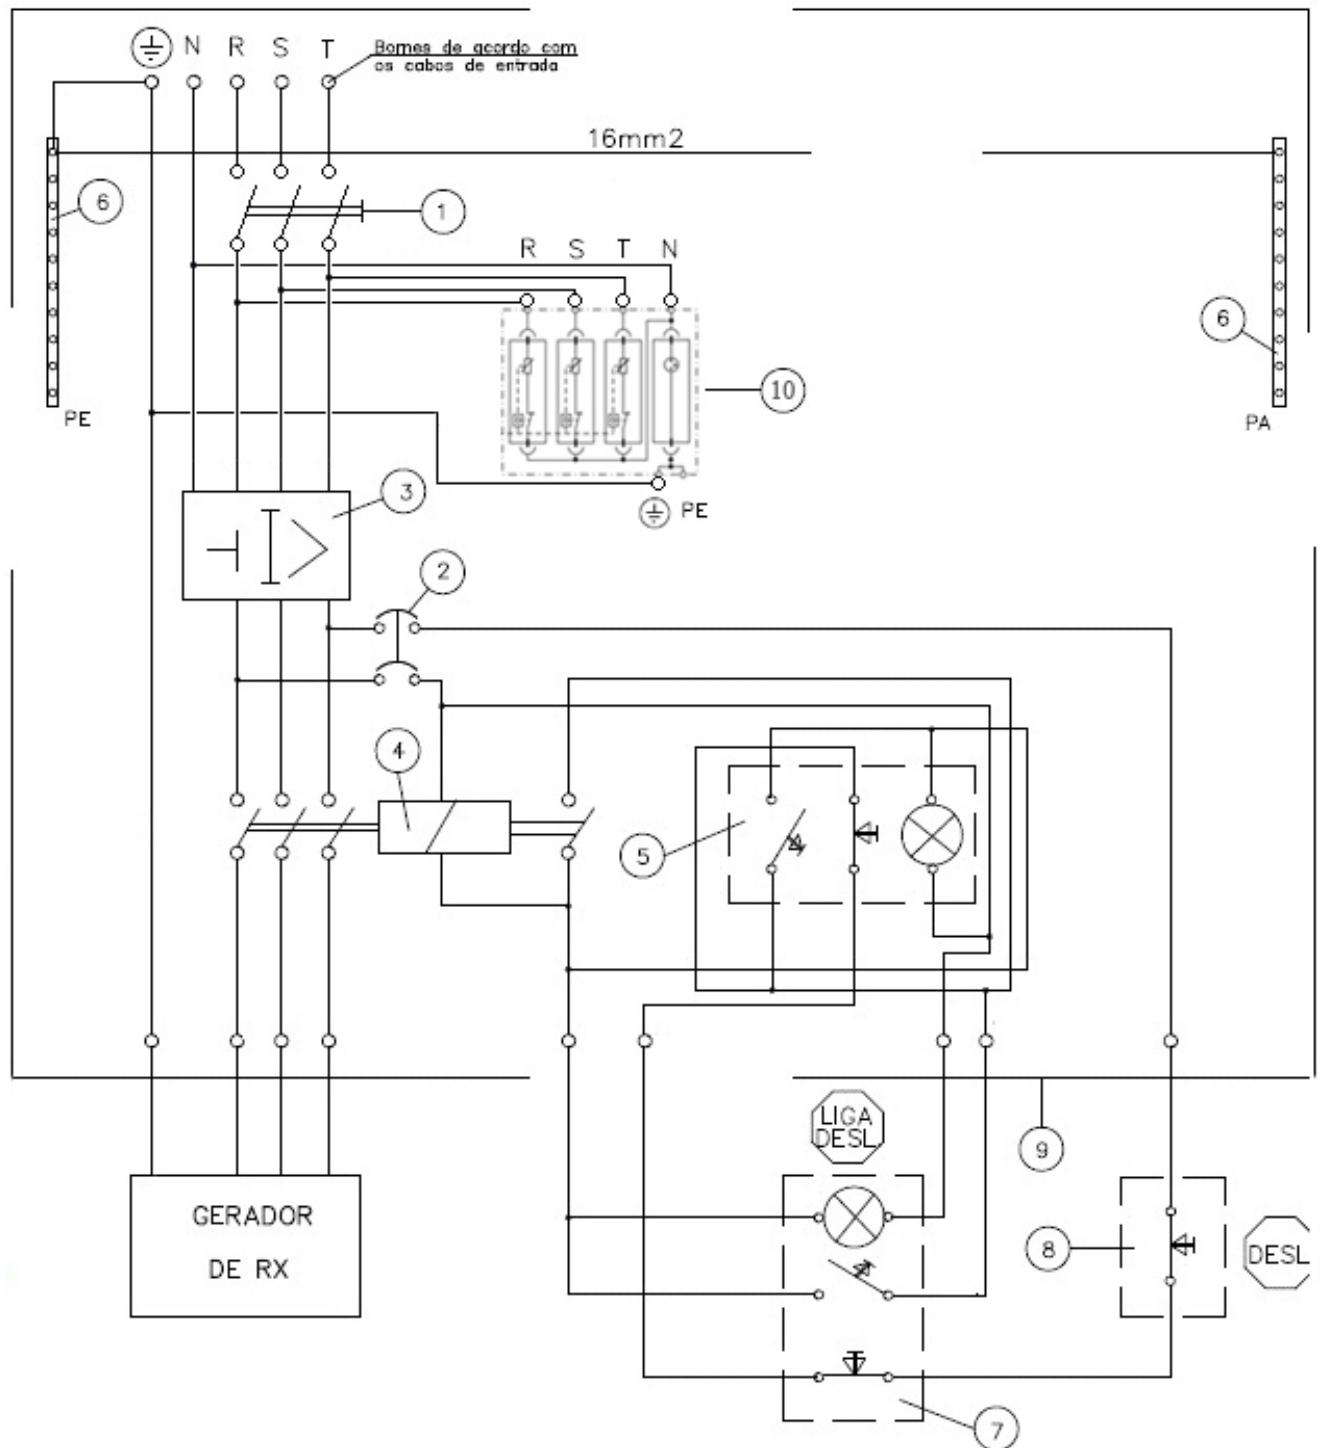 N R S T
Bornes de acordo com
os cabos de entrada
16mm2
6
1
R S T N
6
10
PE
PA
3
PE
2
4
5
LIGA
DESL
9
GERADOR
DE RX
8
DESL
7